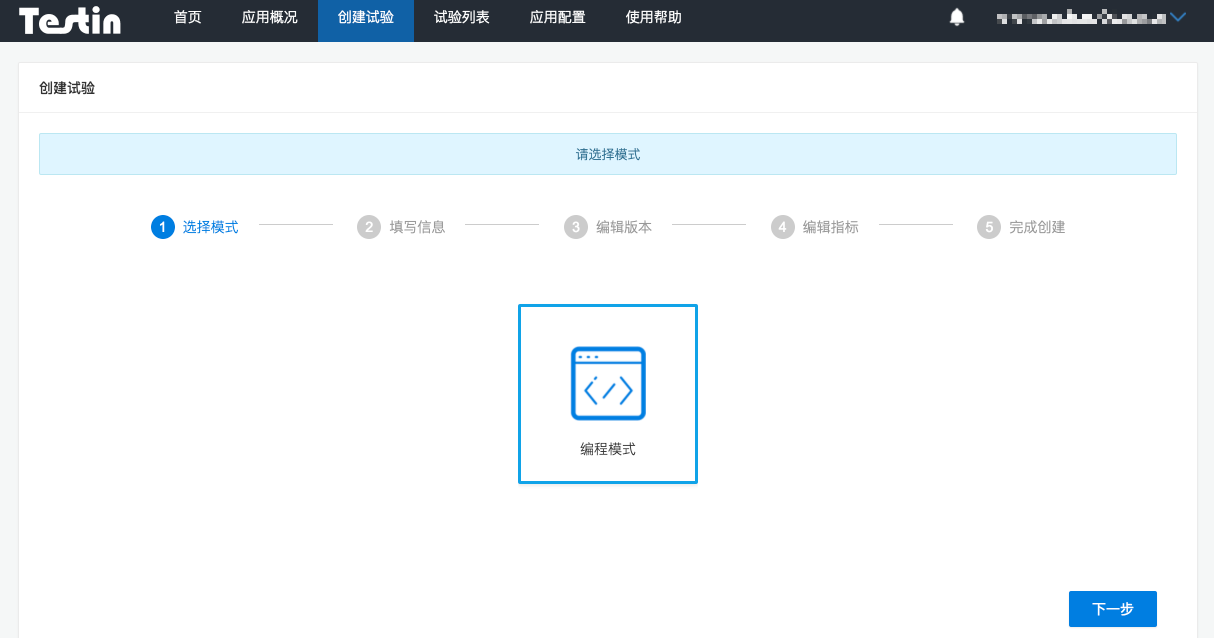 Testin 首页 应用概况 创建试验 试验列表 应用配置 使用帮助
创建试验
请选择模式
1 选择模式 2 填写信息 3 编辑版本 4 编辑指标 5 完成创建
编程模式
下一步